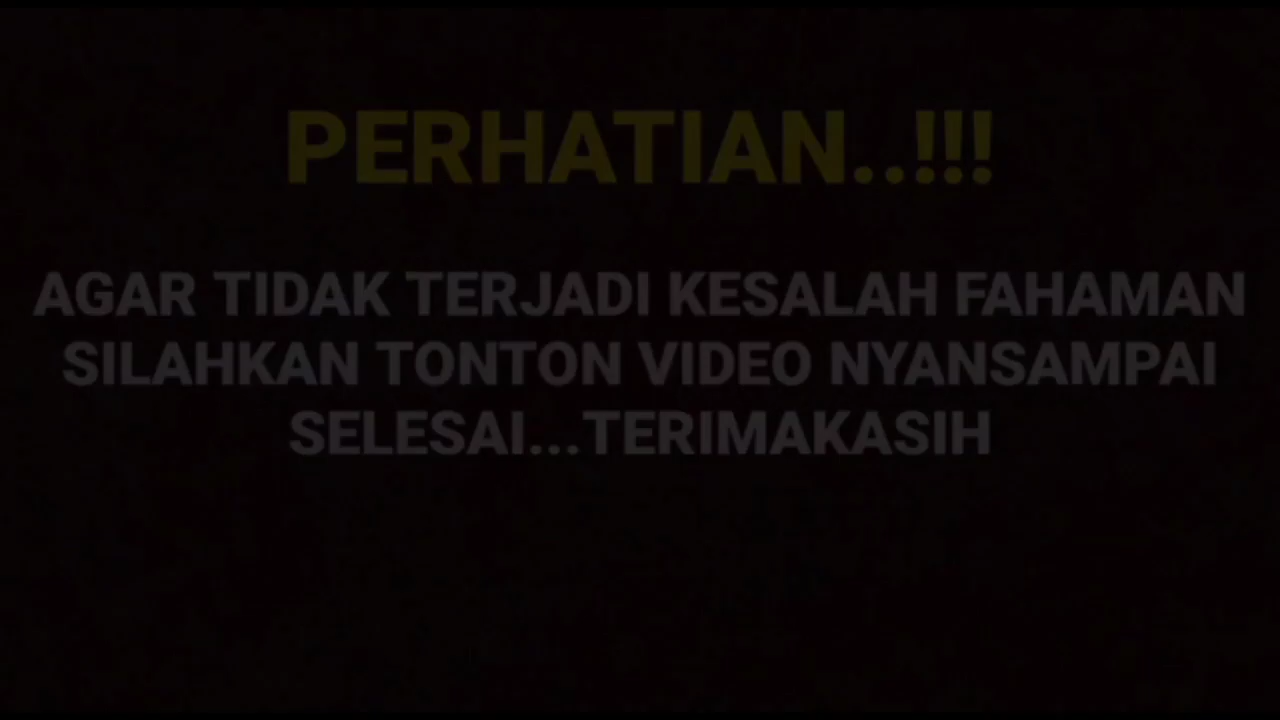 PERHATIAN..!!!
AGAR TIDAK TERJADI KESALAH FAHAMAN
SILAHKAN TONTON VIDEO NYANSAMPAI
SELESAI...TERIMAKASIH